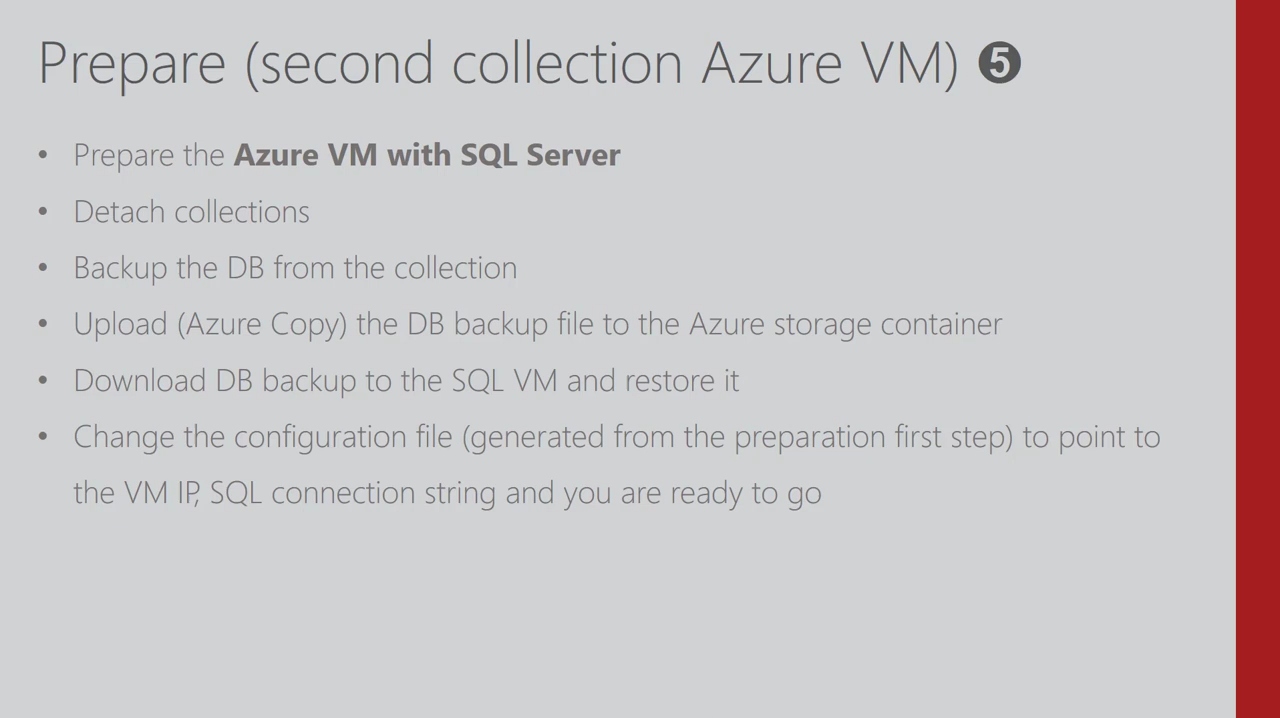 Prepare (second collection Azure VM) ❺
• Prepare the Azure VM with SQL Server
• Detach collections
• Backup the DB from the collection
• Upload (Azure Copy) the DB backup file to the Azure storage container
• Download DB backup to the SQL VM and restore it
• Change the configuration file (generated from the preparation first step) to point to
the VM IP, SQL connection string and you are ready to go